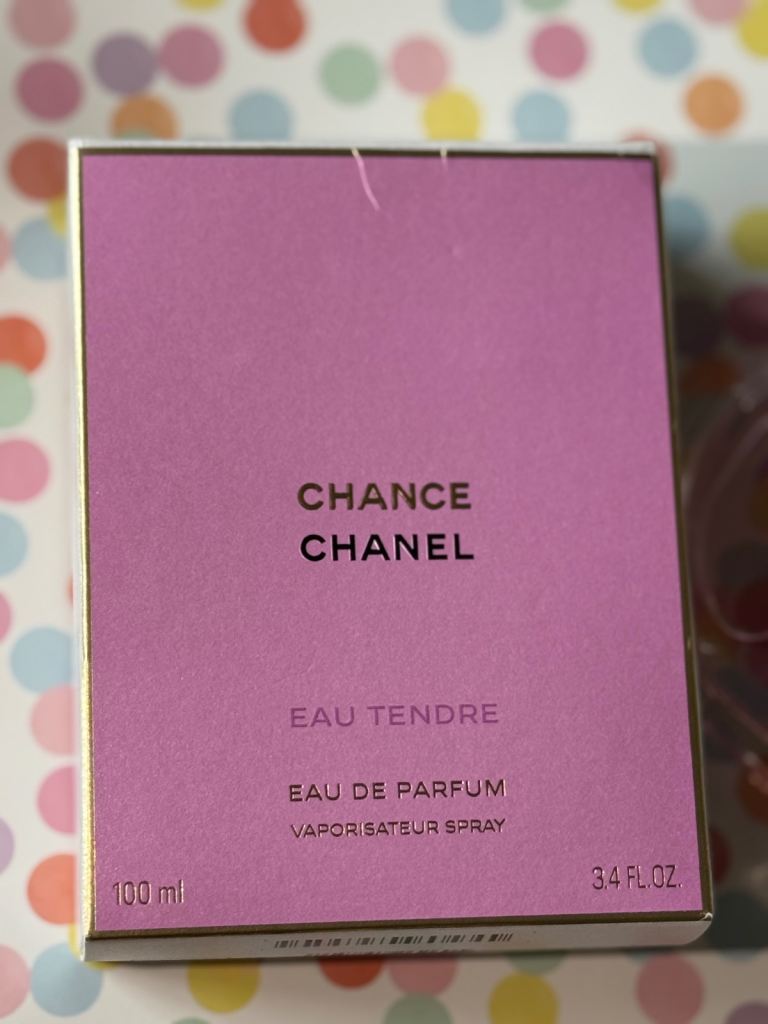 CHANCE
CHANEL
EAU TENDRE
EAU DE PARFUM
VAPORISATEUR SPRAY
100 ml
3.4 FL.OZ.